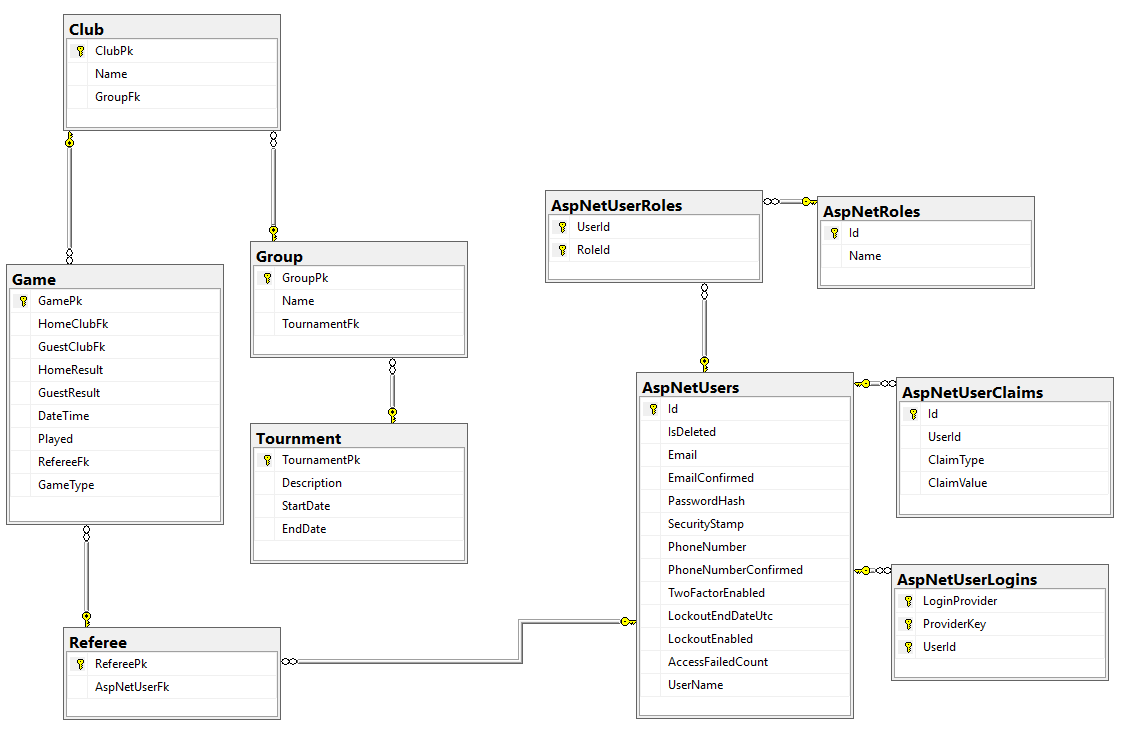 Club
ClubPk
Name
GroupFk
Game
GamePk
HomeClubFk
GuestClubFk
HomeResult
GuestResult
DateTime
Played
RefereeFk
GameType
Group
GroupPk
Name
TournamentFk
Tournment
TournamentPk
Description
StartDate
EndDate
Referee
RefereePk
AspNetUserFk
AspNetUserRoles
UserId
RoleId
AspNetRoles
Id
Name
AspNetUsers
Id
IsDeleted
Email
EmailConfirmed
PasswordHash
SecurityStamp
PhoneNumber
PhoneNumberConfirmed
TwoFactorEnabled
LockoutEndDateUtc
LockoutEnabled
AccessFailedCount
UserName
AspNetUserClaims
Id
UserId
ClaimType
ClaimValue
AspNetUserLogins
LoginProvider
ProviderKey
UserId